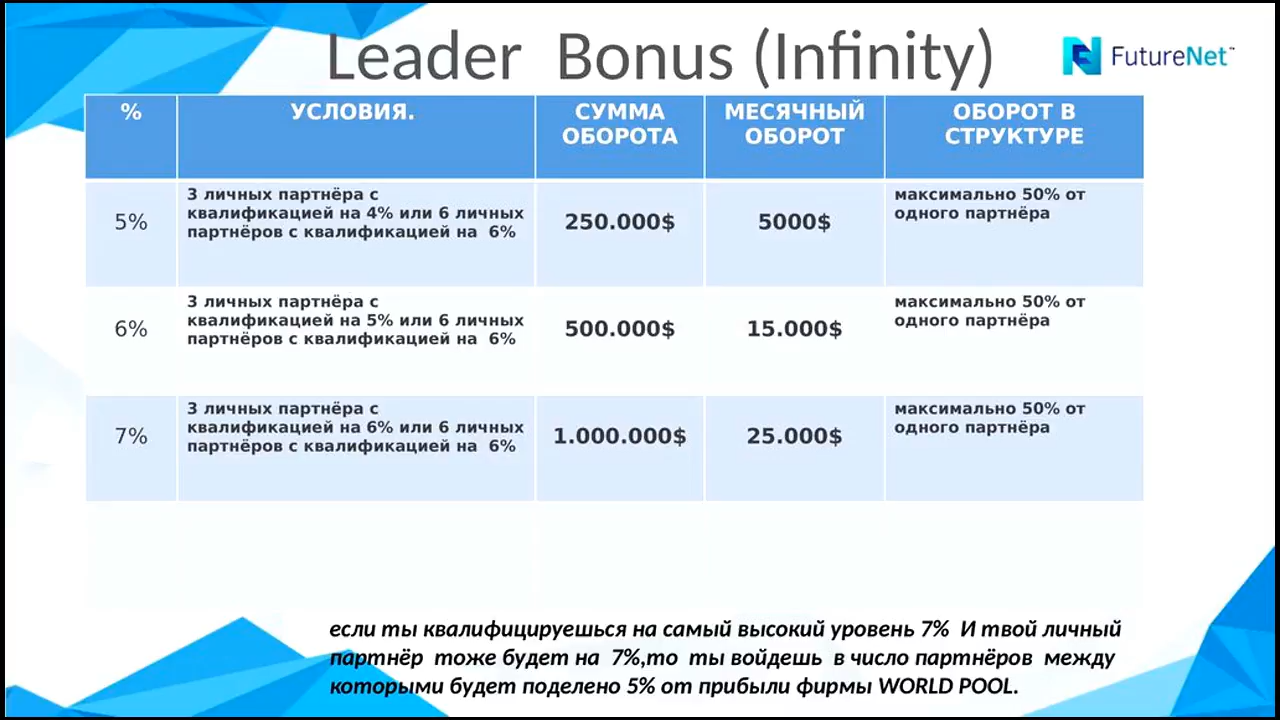 Leader Bonus (Infinity)
FutureNet™
%
УСЛОВИЯ.
СУММА
ОБОРОТА
МЕСЯЧНЫЙ
ОБОРОТ
ОБОРОТ В
СТРУКТУРЕ
5%
3 личных партнёра с
квалификацией на 4% или 6 личных
партнёров с квалификацией на 6%
250.000$
5000$
максимально 50% от
одного партнёра
6%
3 личных партнёра с
квалификацией на 5% или 6 личных
партнёров с квалификацией на 6%
500.000$
15.000$
максимально 50% от
одного партнёра
7%
3 личных партнёра с
квалификацией на 6% или 6 личных
партнёров с квалификацией на 6%
1.000.000$
25.000$
максимально 50% от
одного партнёра
если ты квалифицируешься на самый высокий уровень 7% И твой личный
партнёр тоже будет на 7%,то ты войдешь в число партнёров между
которыми будет поделено 5% от прибыли фирмы WORLD POOL.